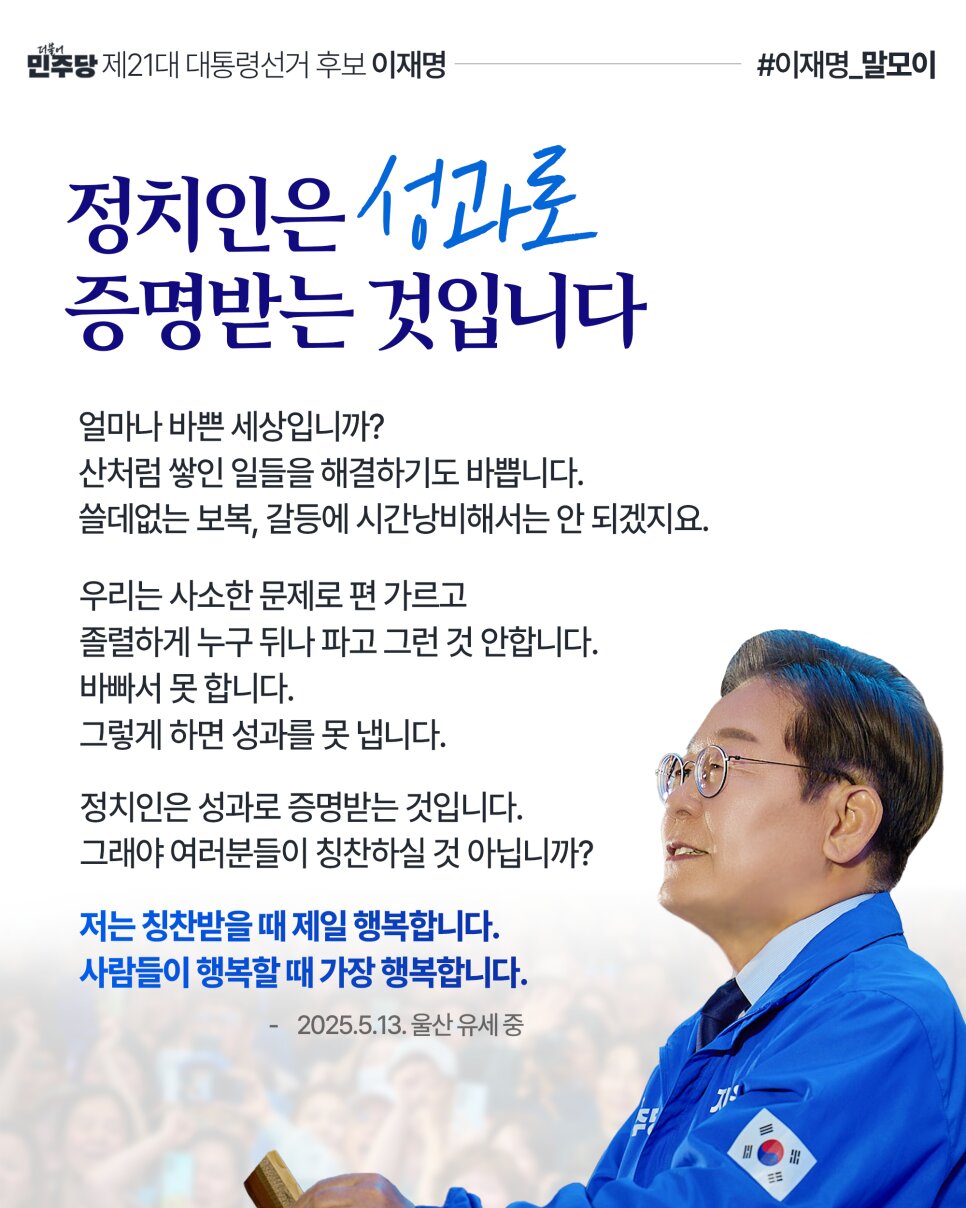 더불어
민주당 제21대 대통령선거 후보 이재명
#이재명_말모이
정치인은 성과로
증명받는 것입니다
얼마나 바쁜 세상입니까?
산처럼 쌓인 일들을 해결하기도 바쁩니다.
쓸데없는 보복, 갈등에 시간낭비해서는 안 되겠지요.
우리는 사소한 문제로 편 가르고
졸렬하게 누구 뒤나 파고 그런 것 안합니다.
바빠서 못 합니다.
그렇게 하면 성과를 못 냅니다.
정치인은 성과로 증명받는 것입니다.
그래야 여러분들이 칭찬하실 것 아닙니까?
저는 칭찬받을 때 제일 행복합니다.
사람들이 행복할 때 가장 행복합니다.
- 2025.5.13. 울산 유세 중